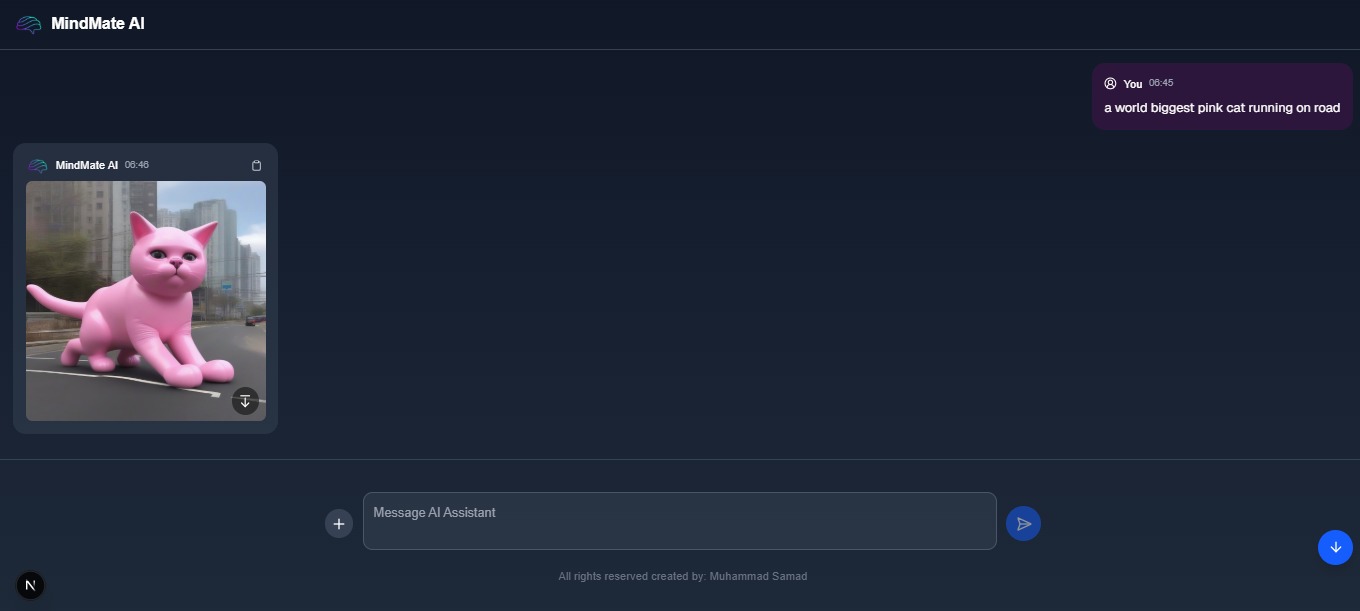 MindMate AI
You 06:45
a world biggest pink cat running on road
MindMate AI 06:46
Message AI Assistant
All rights reserved created by: Muhammad Samad
N